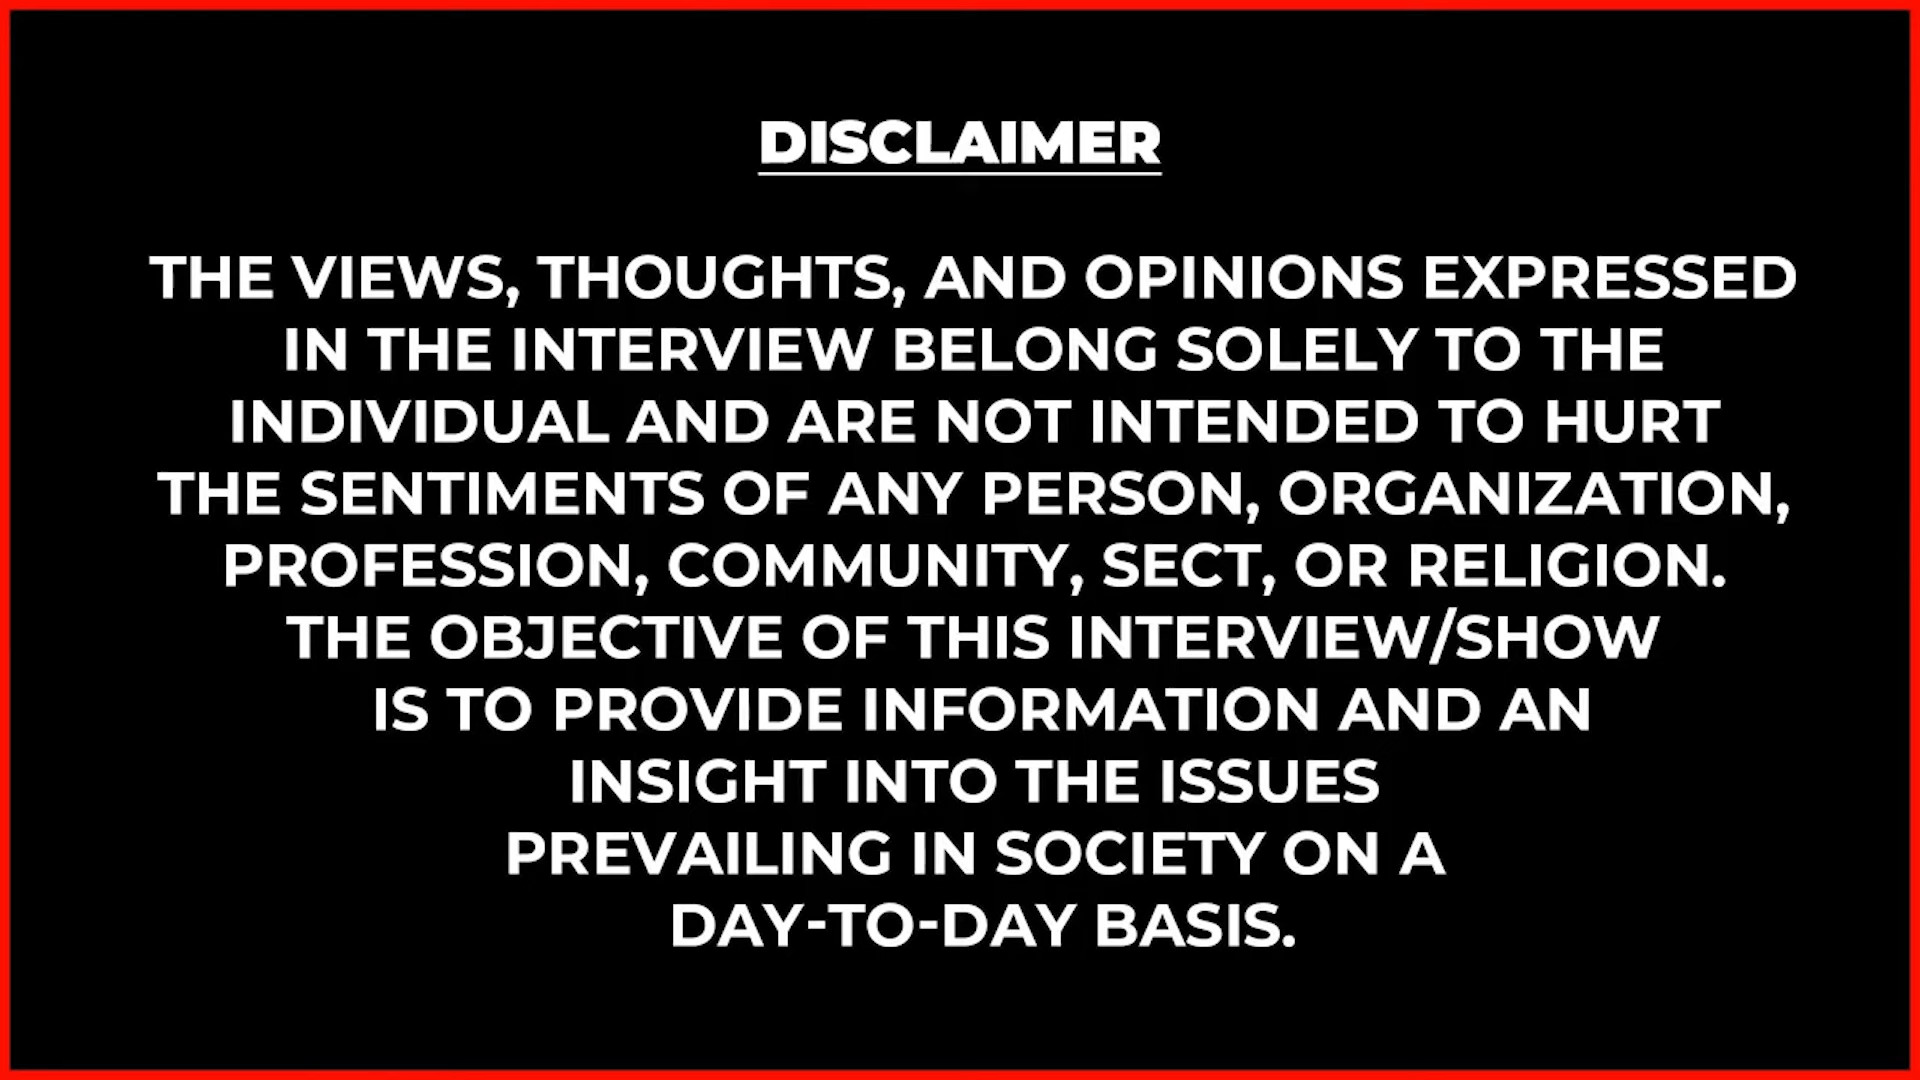 DISCLAIMER
THE VIEWS, THOUGHTS, AND OPINIONS EXPRESSED
IN THE INTERVIEW BELONG SOLELY TO THE
INDIVIDUAL AND ARE NOT INTENDED TO HURT
THE SENTIMENTS OF ANY PERSON, ORGANIZATION,
PROFESSION, COMMUNITY, SECT, OR RELIGION.
THE OBJECTIVE OF THIS INTERVIEW/SHOW
IS TO PROVIDE INFORMATION AND AN
INSIGHT INTO THE ISSUES
PREVAILING IN SOCIETY ON A
DAY-TO-DAY BASIS.